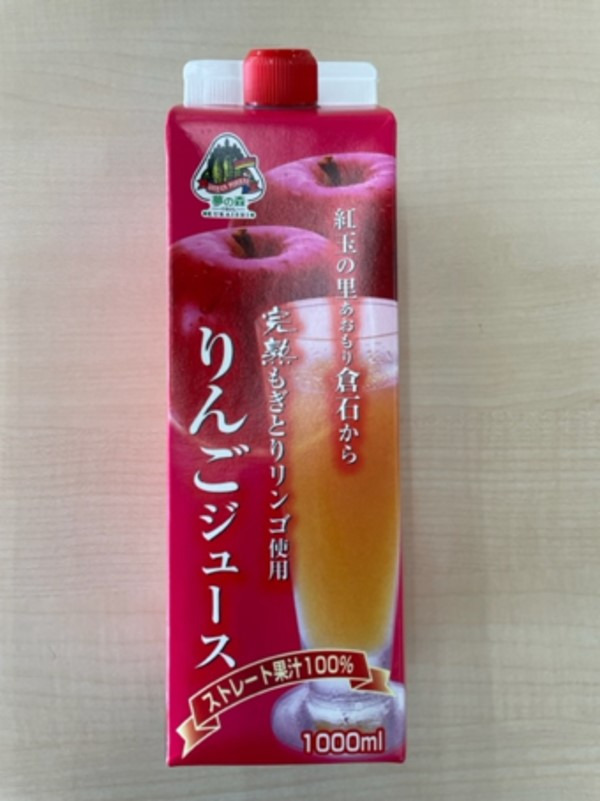 夢の森
KURAISHI
紅玉の里あおもり倉石から
完熟もぎとりリンゴ使用
りんごジュース
ストレート果汁100%
1000ml